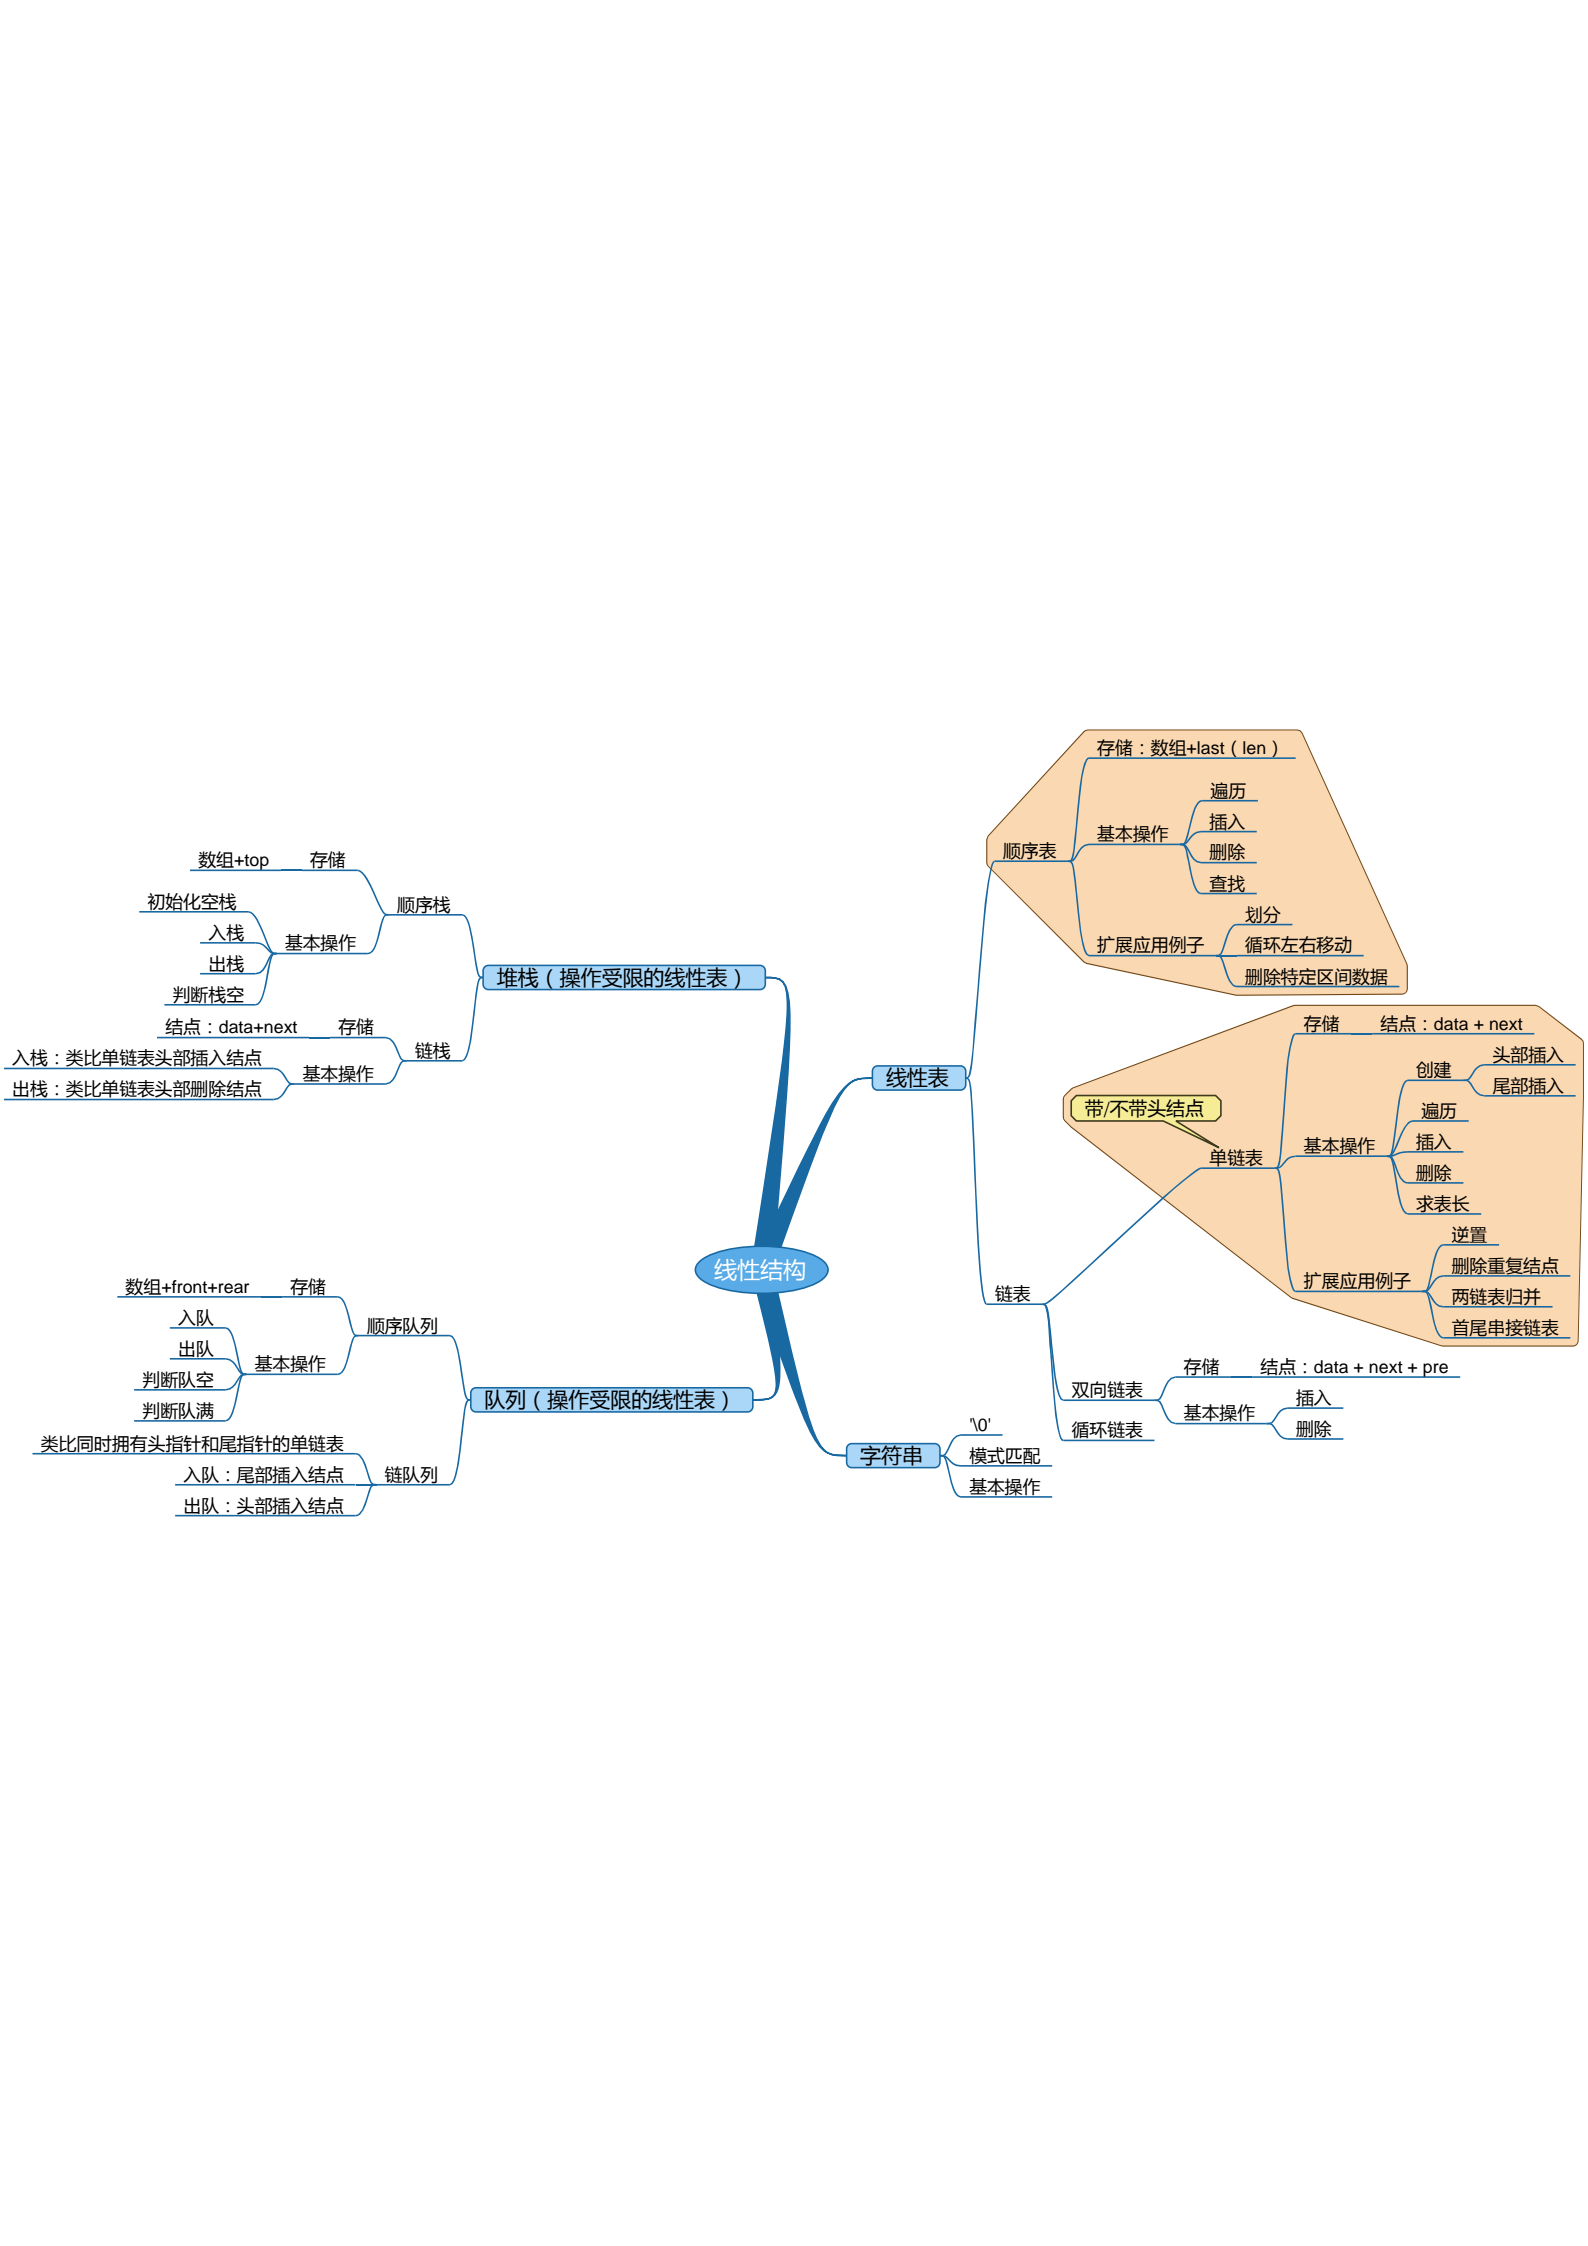 线性结构
线性表
顺序表
存储：数组+last（len）
基本操作
遍历
插入
删除
查找
扩展应用例子
划分
循环左右移动
删除特定区间数据
链表
带/不带头结点
单链表
存储
结点：data + next
基本操作
创建
头部插入
尾部插入
遍历
插入
删除
求表长
扩展应用例子
逆置
删除重复结点
两链表归并
首尾串接链表
双向链表
存储
结点：data + next + pre
基本操作
插入
删除
循环链表
字符串
'\0'
模式匹配
基本操作
堆栈（操作受限的线性表）
顺序栈
存储
数组+top
基本操作
初始化空栈
入栈
出栈
判断栈空
链栈
存储
结点：data+next
基本操作
入栈：类比单链表头部插入结点
出栈：类比单链表头部删除结点
队列（操作受限的线性表）
顺序队列
存储
数组+front+rear
基本操作
入队
出队
判断队空
判断队满
链队列
类比同时拥有头指针和尾指针的单链表
入队：尾部插入结点
出队：头部插入结点